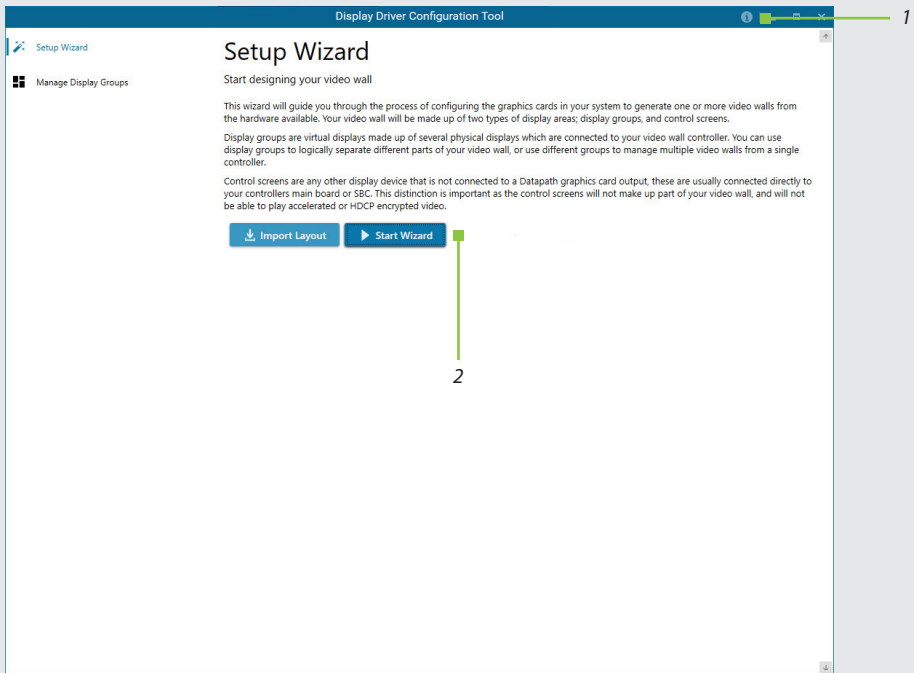 Display Driver Configuration Tool
1
Setup Wizard
Manage Display Groups
Setup Wizard
Start designing your video wall
This wizard will guide you through the process of configuring the graphics cards in your system to generate one or more video walls from
the hardware available. Your video wall will be made up of two types of display areas; display groups, and control screens.
Display groups are virtual displays made up of several physical displays which are connected to your video wall controller. You can use
display groups to logically separate different parts of your video wall, or use different groups to manage multiple video walls from a single
controller.
Control screens are any other display device that is not connected to a Datapath graphics card output, these are usually connected directly to
your controllers main board or SBC. This distinction is important as the control screens will not make up part of your video wall, and will not
be able to play accelerated or HDCP encrypted video.
Import Layout
Start Wizard
2